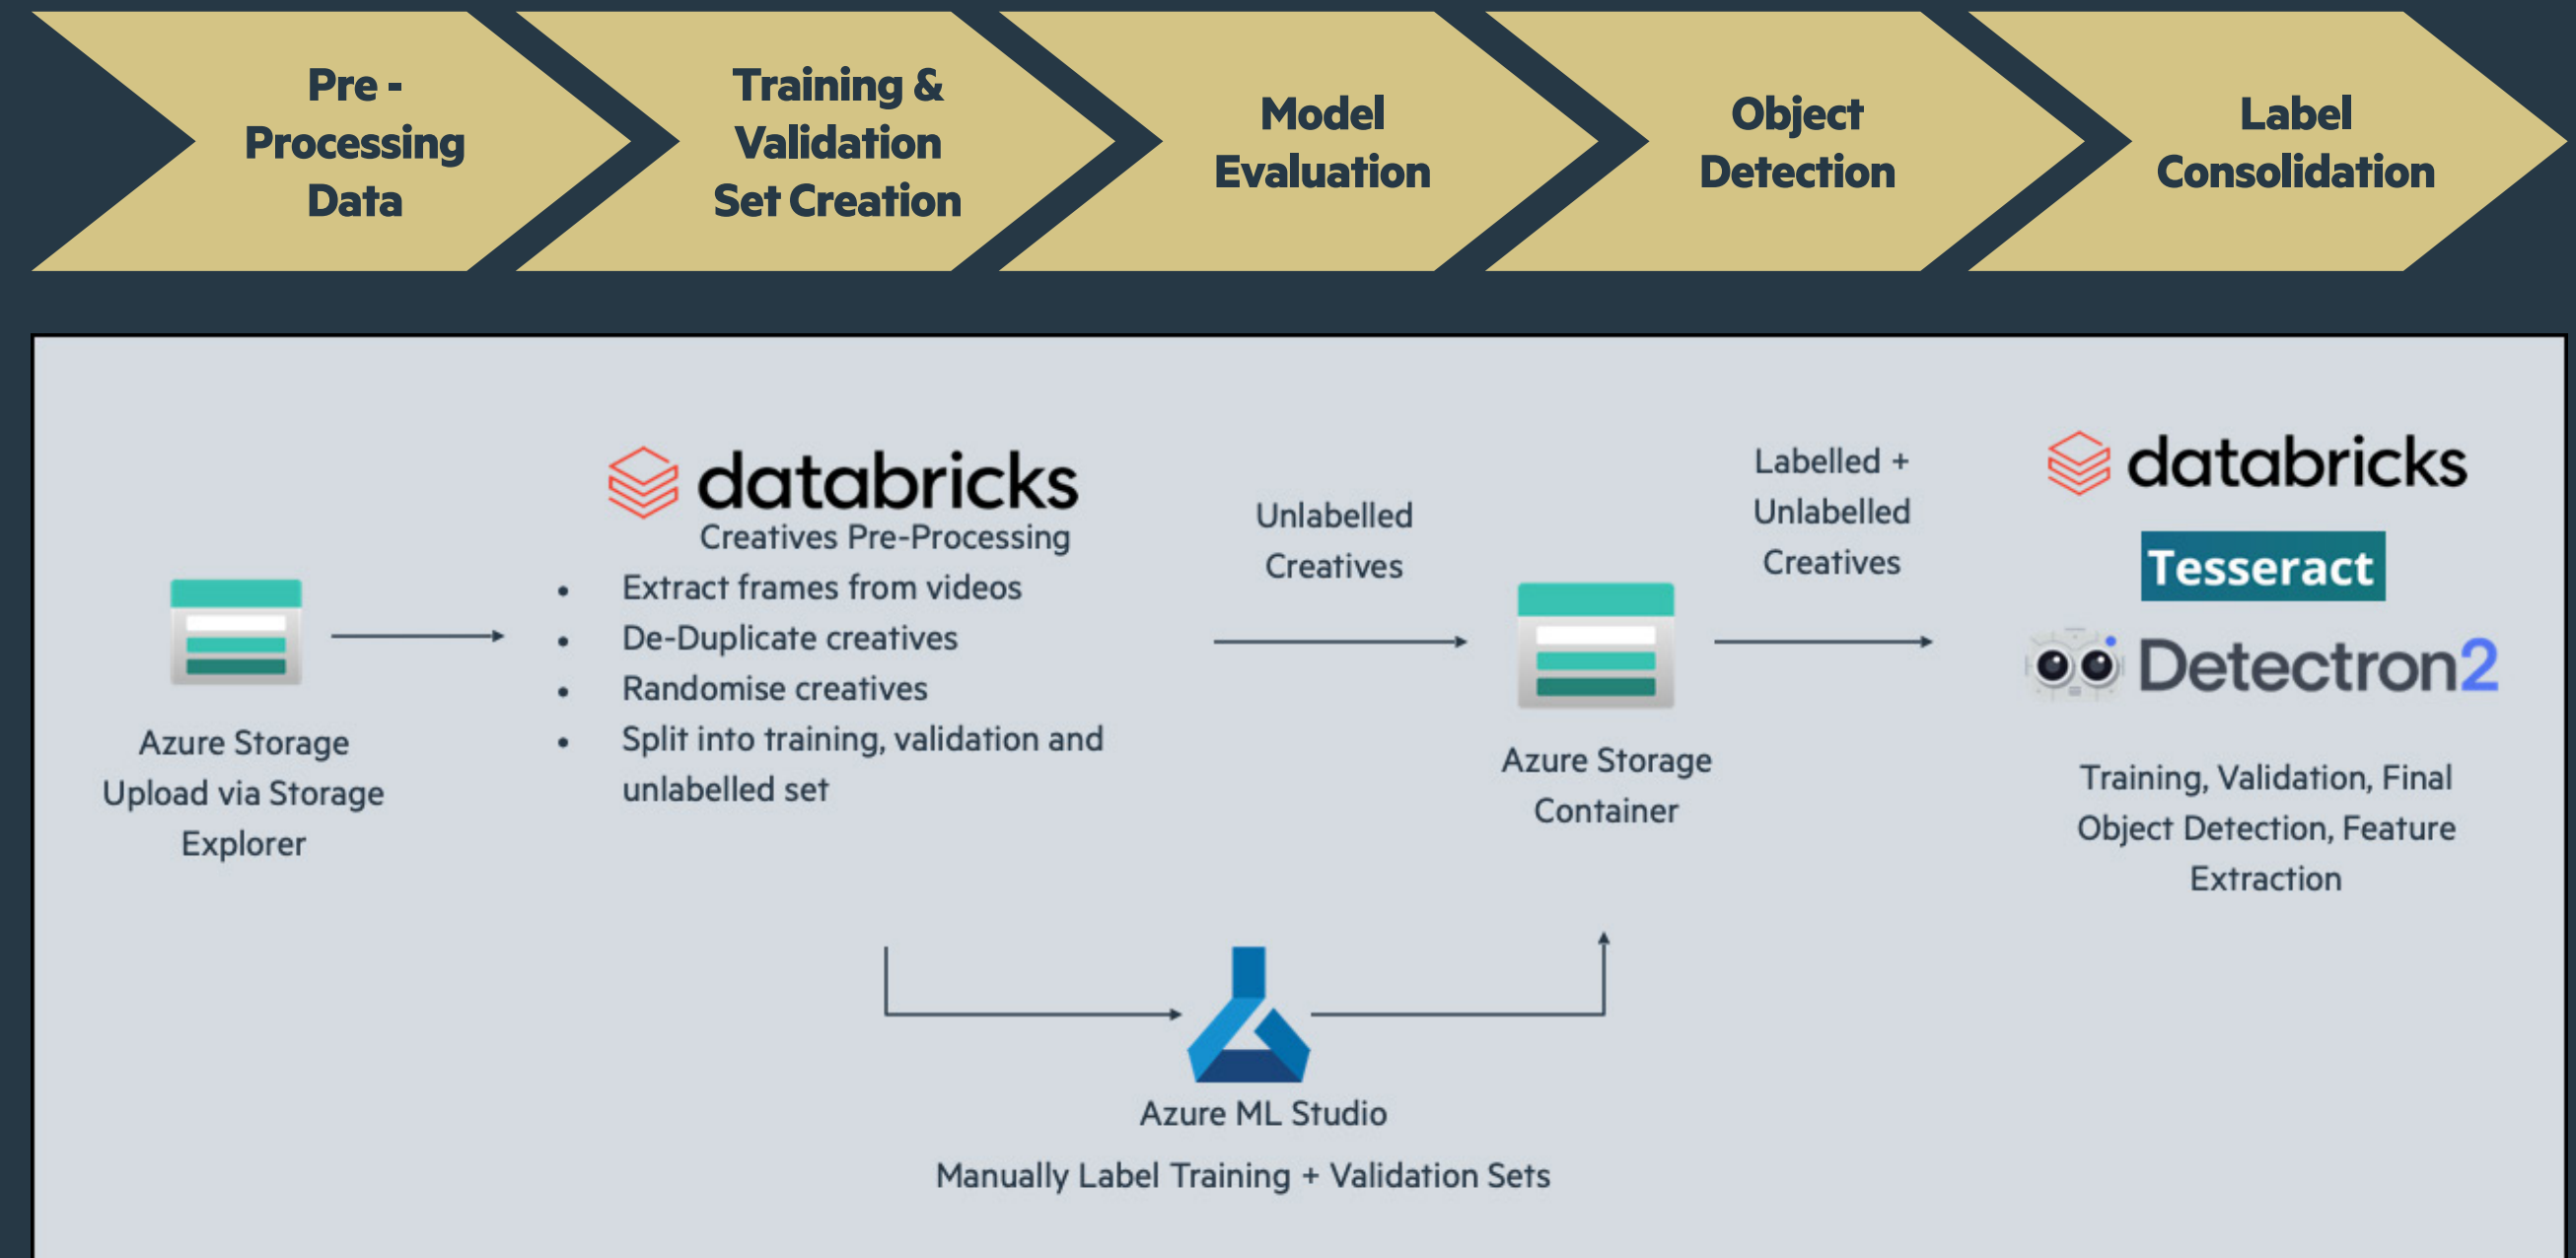 Pre -
Processing
Data
Training &
Validation
Set Creation
Model
Evaluation
Object
Detection
Label
Consolidation
Azure Storage
Upload via Storage
Explorer
databricks
Creatives Pre-Processing
• Extract frames from videos
• De-Duplicate creatives
• Randomise creatives
• Split into training, validation and
unlabelled set
Unlabelled
Creatives
Azure Storage
Container
Labelled +
Unlabelled
Creatives
databricks
Tesseract
Detectron2
Training, Validation, Final
Object Detection, Feature
Extraction
Azure ML Studio
Manually Label Training + Validation Sets